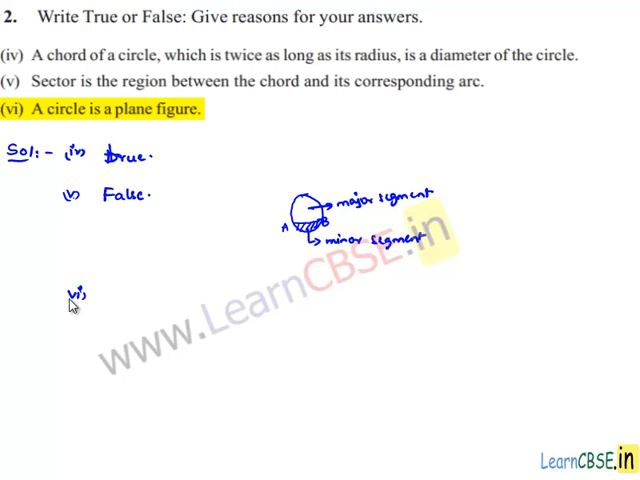 2. Write True or False: Give reasons for your answers.
(iv) A chord of a circle, which is twice as long as its radius, is a diameter of the circle.
(v) Sector is the region between the chord and its corresponding arc.
(vi) A circle is a plane figure.
Sol:- (iv) true.
(v) False.
major segment
A B
minor segment
vi)
www.LearnCBSE.in
LearnCBSE.in